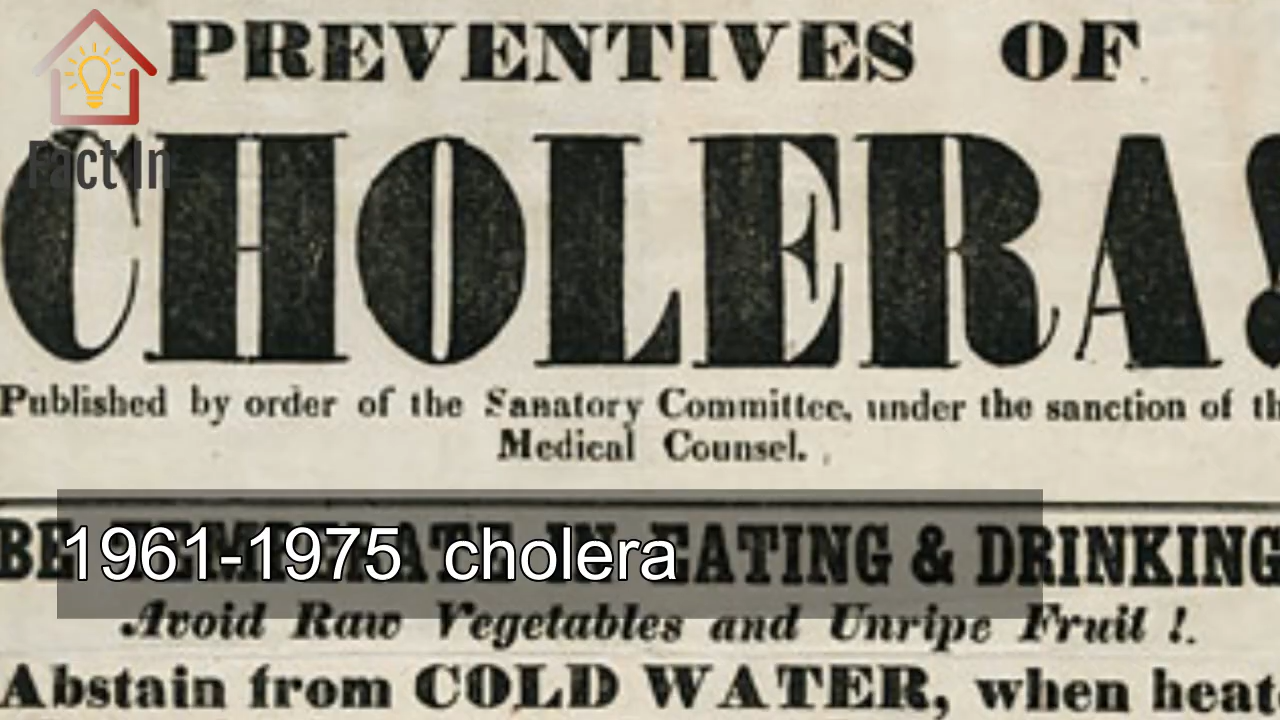 PREVENTIVES OF
Fact In
CHOLERA!
Published by order of the Sanatory Committee, under the sanction of th
Medical Counsel.
BE TEMPERATE IN EATING & DRINKING
1961-1975 cholera
Avoid Raw Vegetables and Unripe Fruit !
Abstain from COLD WATER, when heat